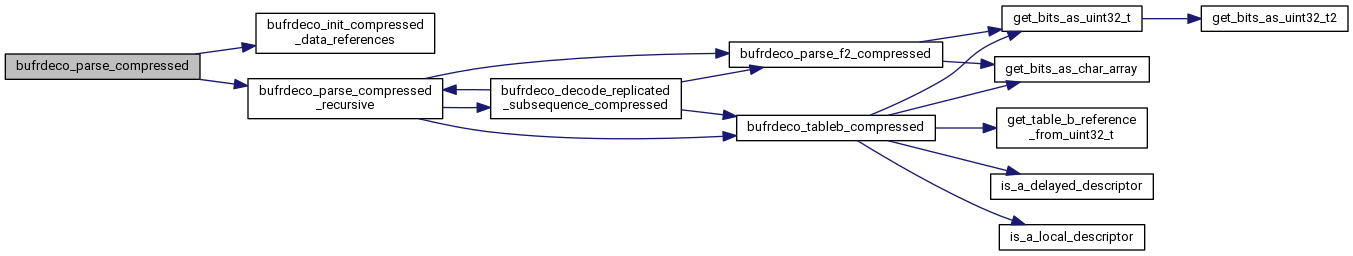 bufrdeco_parse_compressed
bufrdeco_init_compressed
_data_references
bufrdeco_parse_compressed
_recursive
bufrdeco_decode_replicated
_subsequence_compressed
bufrdeco_parse_f2_compressed
bufrdeco_tableb_compressed
get_bits_as_uint32_t
get_bits_as_uint32_t2
get_bits_as_char_array
get_table_b_reference
_from_uint32_t
is_a_delayed_descriptor
is_a_local_descriptor